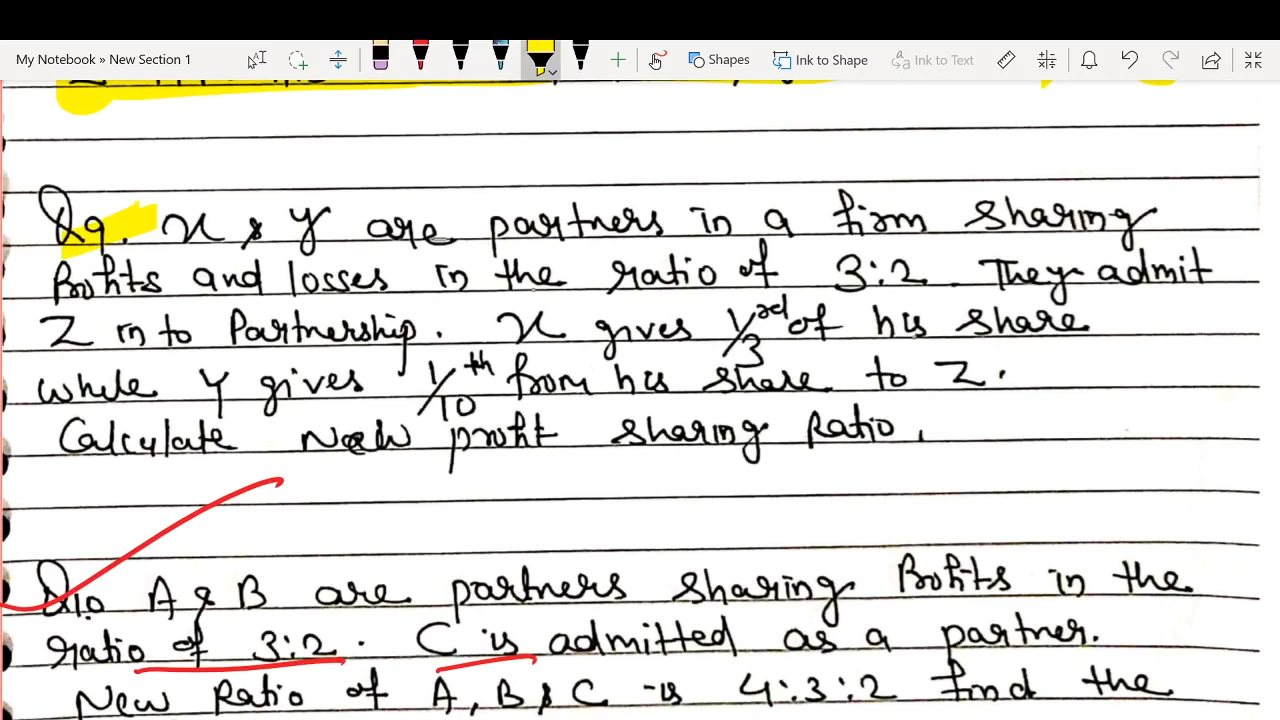 My Notebook » New Section 1
Shapes
Ink to Shape
Ink to Text
Q9. X & Y are partners in a firm sharing
Profits and losses in the ratio of 3:2. They admit
Z in to Partnership. X gives 1/3rd of his share
while Y gives 1/10th from his share to Z.
Calculate New profit sharing Ratio.
Q10 A & B are partners sharing Profits in the
ratio of 3:2. C is admitted as a partner.
New Ratio of A, B & C is 4:3:2 find the